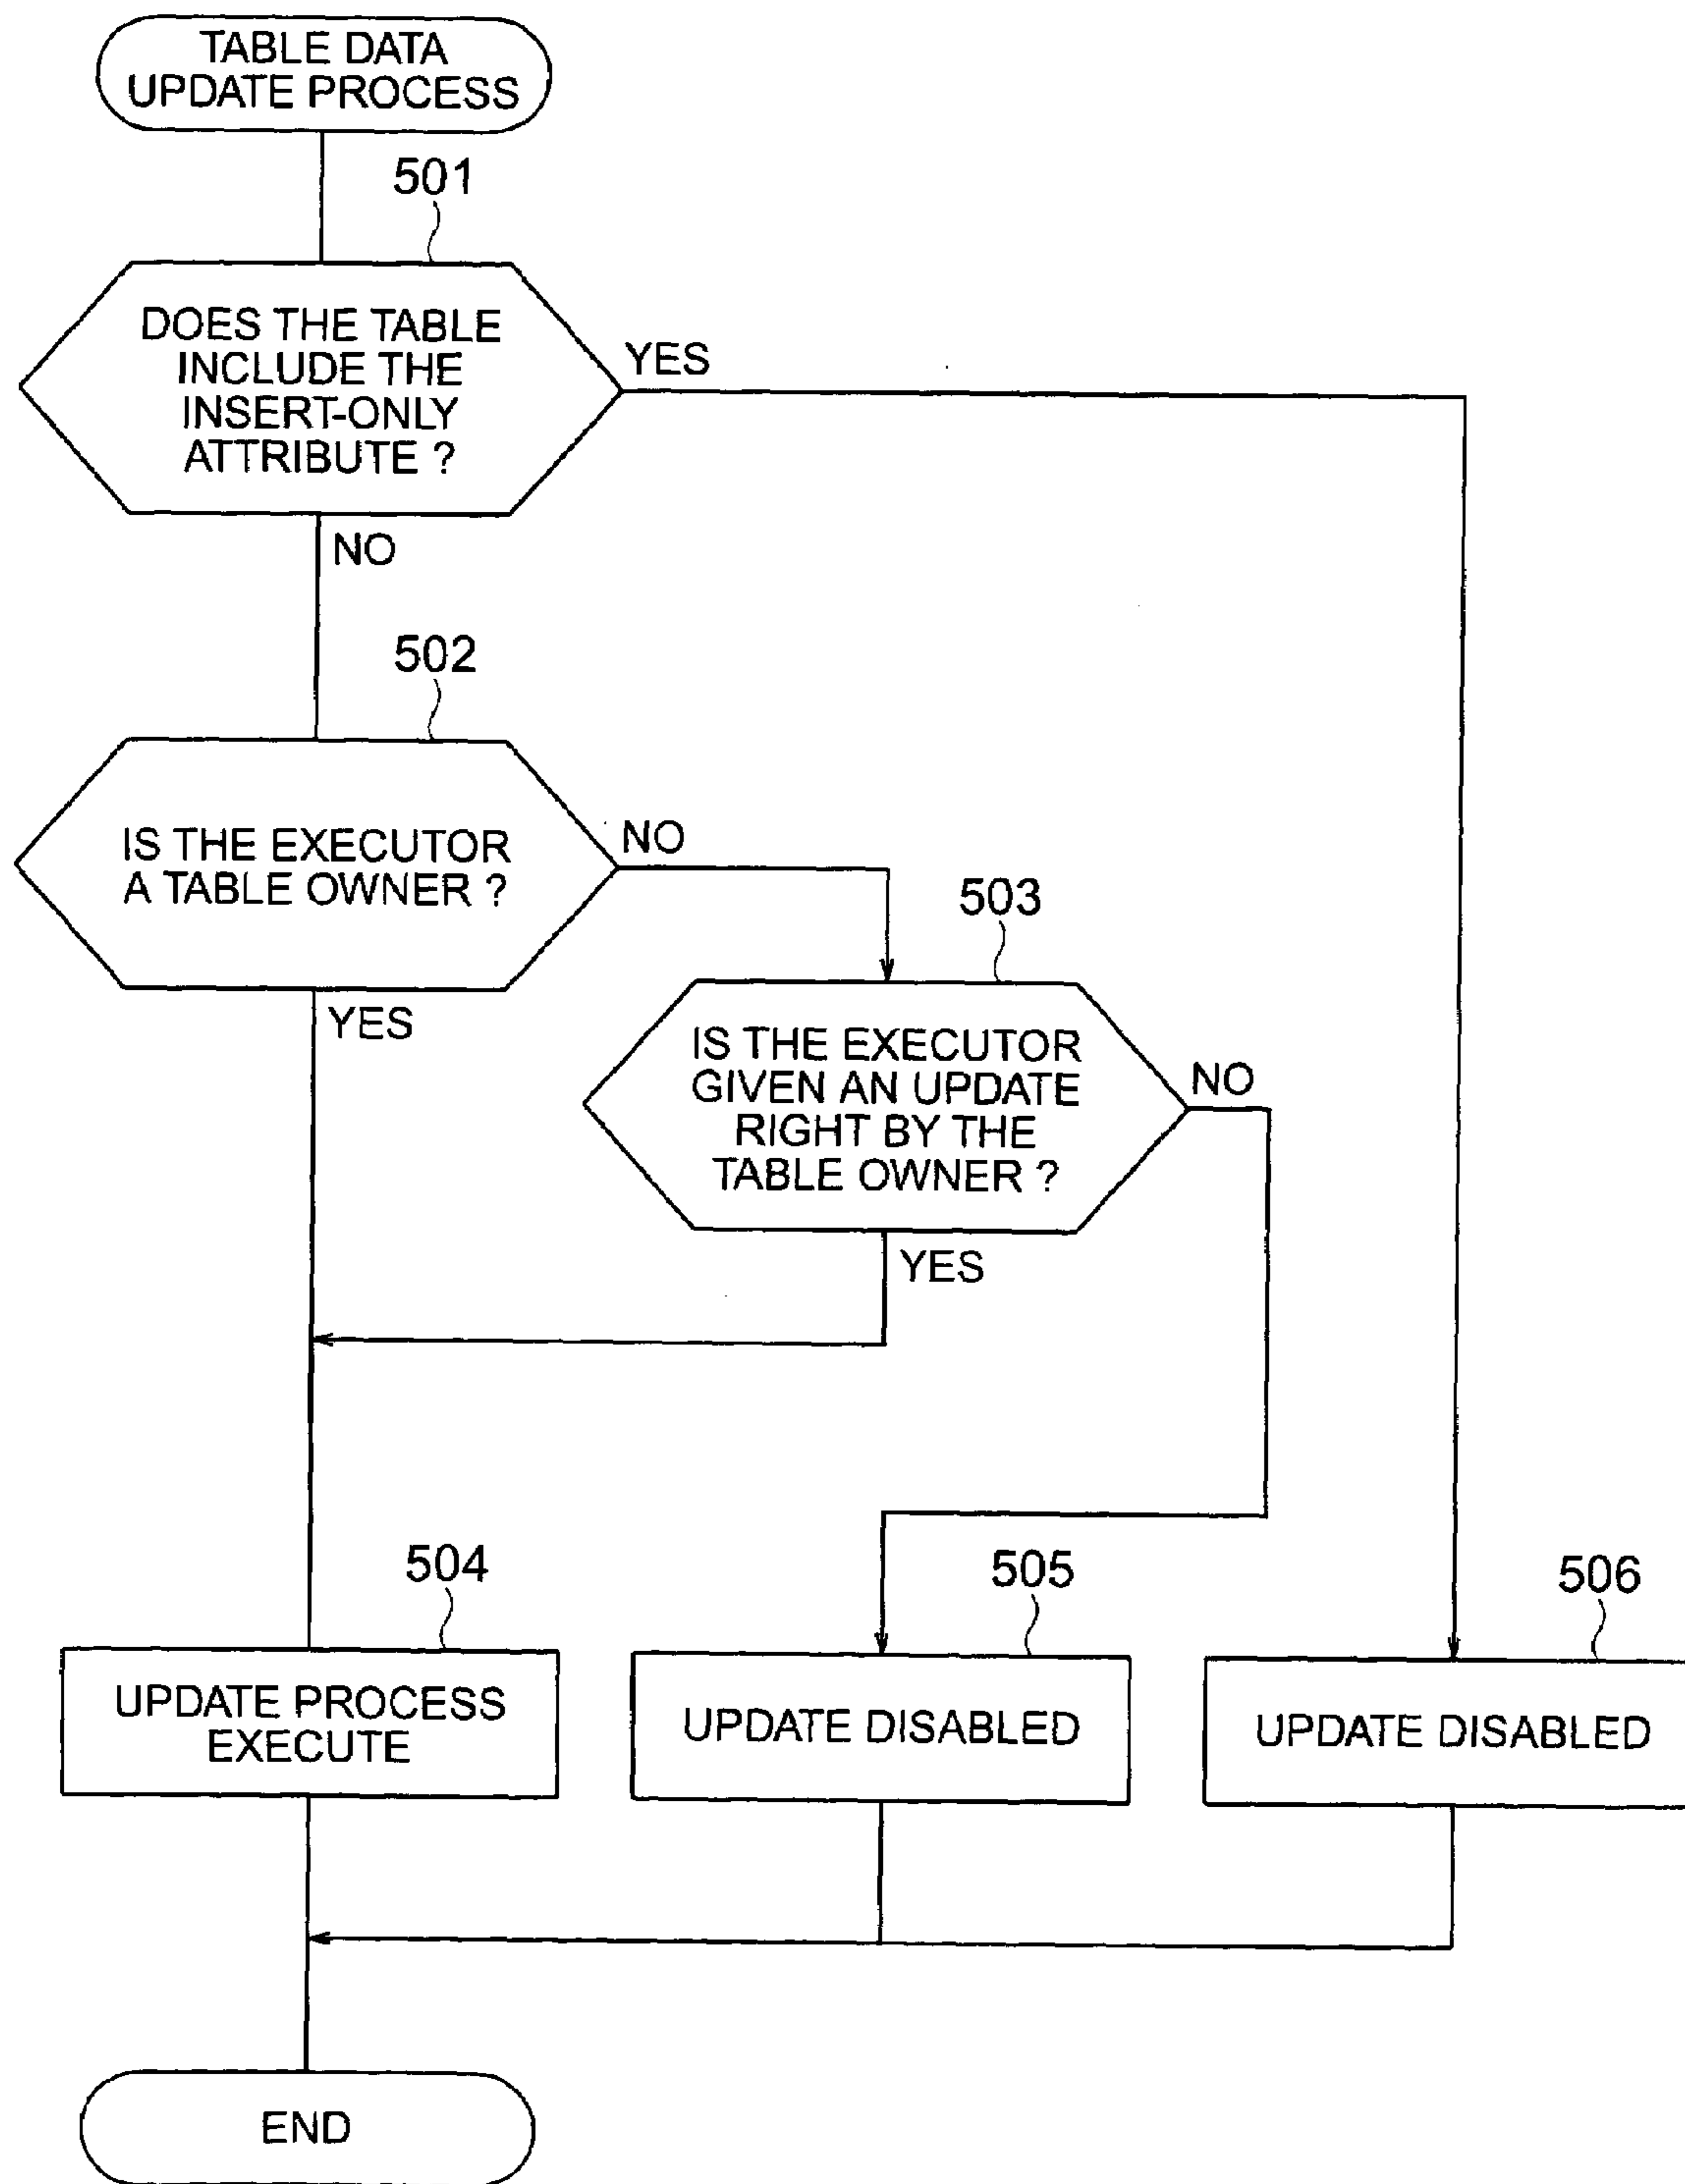 TABLE DATA
UPDATE PROCESS
501
DOES THE TABLE
INCLUDE THE
INSERT-ONLY
ATTRIBUTE ?
YES
NO
502
IS THE EXECUTOR
A TABLE OWNER ?
NO
YES
503
IS THE EXECUTOR
GIVEN AN UPDATE
RIGHT BY THE
TABLE OWNER ?
NO
YES
504
UPDATE PROCESS
EXECUTE
505
UPDATE DISABLED
506
UPDATE DISABLED
END